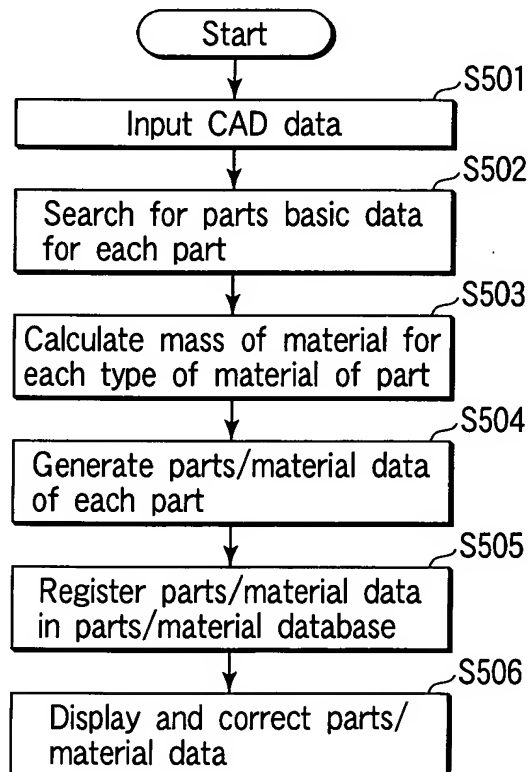 Start
S501
Input CAD data
S502
Search for parts basic data
for each part
S503
Calculate mass of material for
each type of material of part
S504
Generate parts/material data
of each part
S505
Register parts/material data
in parts/material database
S506
Display and correct parts/
material data